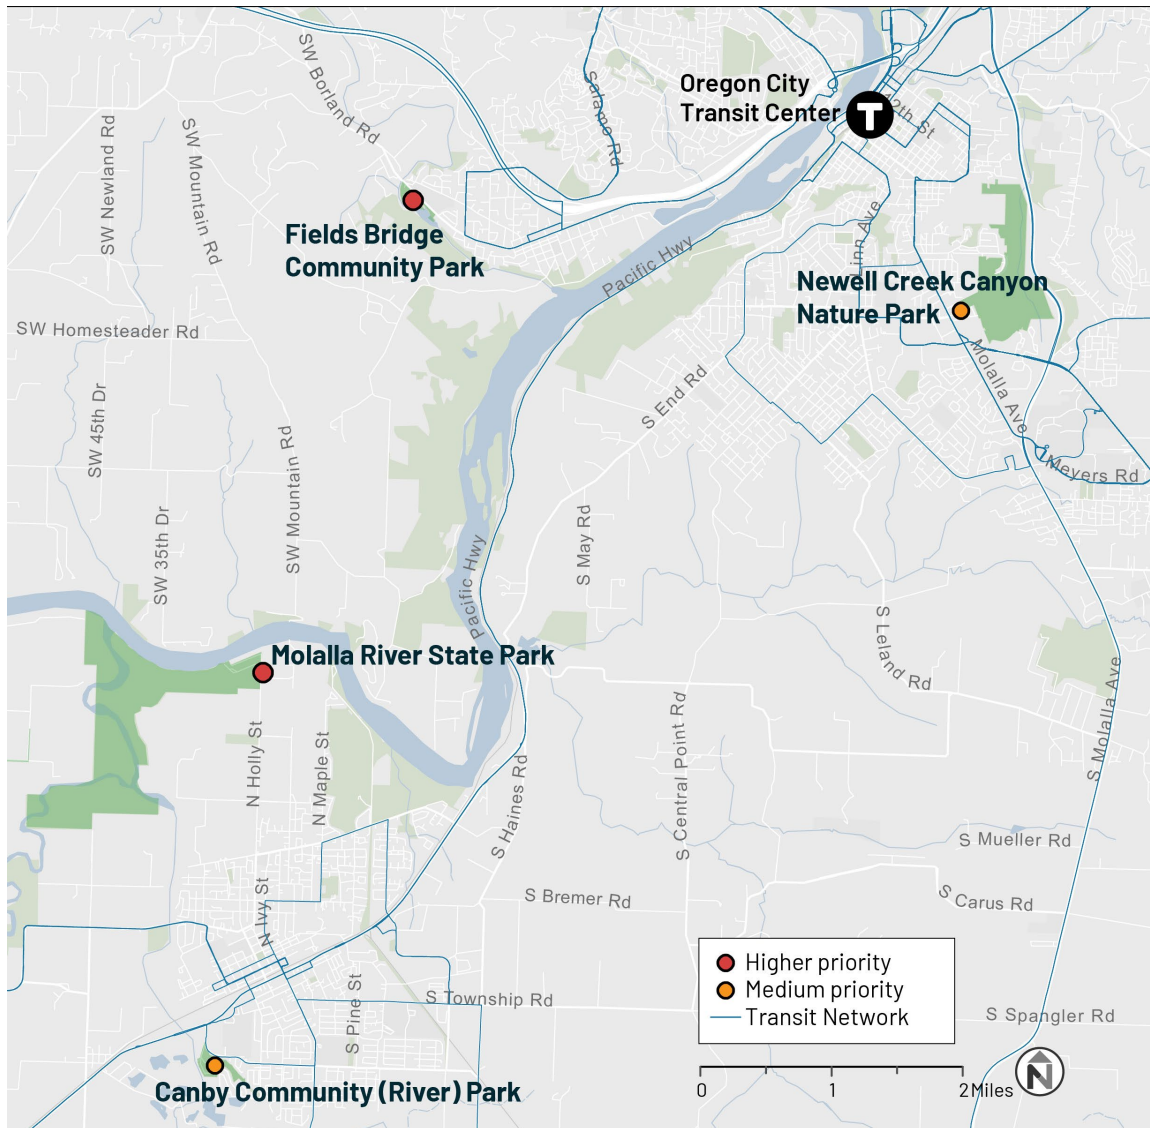 SW Borland Rd
Salamo Rd
Oregon City
Transit Center
T
12th St
SW Newland Rd
SW Mountain Rd
Fields Bridge
Community Park
Pacific Hwy
Linn Ave
Newell Creek Canyon
Nature Park
SW Homesteader Rd
Molalla Ave
S End Rd
SW 45th Dr
SW Mountain Rd
Meyers Rd
SW 35th Dr
S May Rd
Pacific Hwy
S Leland Rd
Molalla River State Park
S Molalla Ave
N Holly St
N Maple St
S Central Point Rd
S Haines Rd
S Mueller Rd
S Bremer Rd
S Carus Rd
N Ivy St
Higher priority
Medium priority
Transit Network
S Township Rd
S Pine St
S Spangler Rd
Canby Community (River) Park
0 1 2 Miles
N